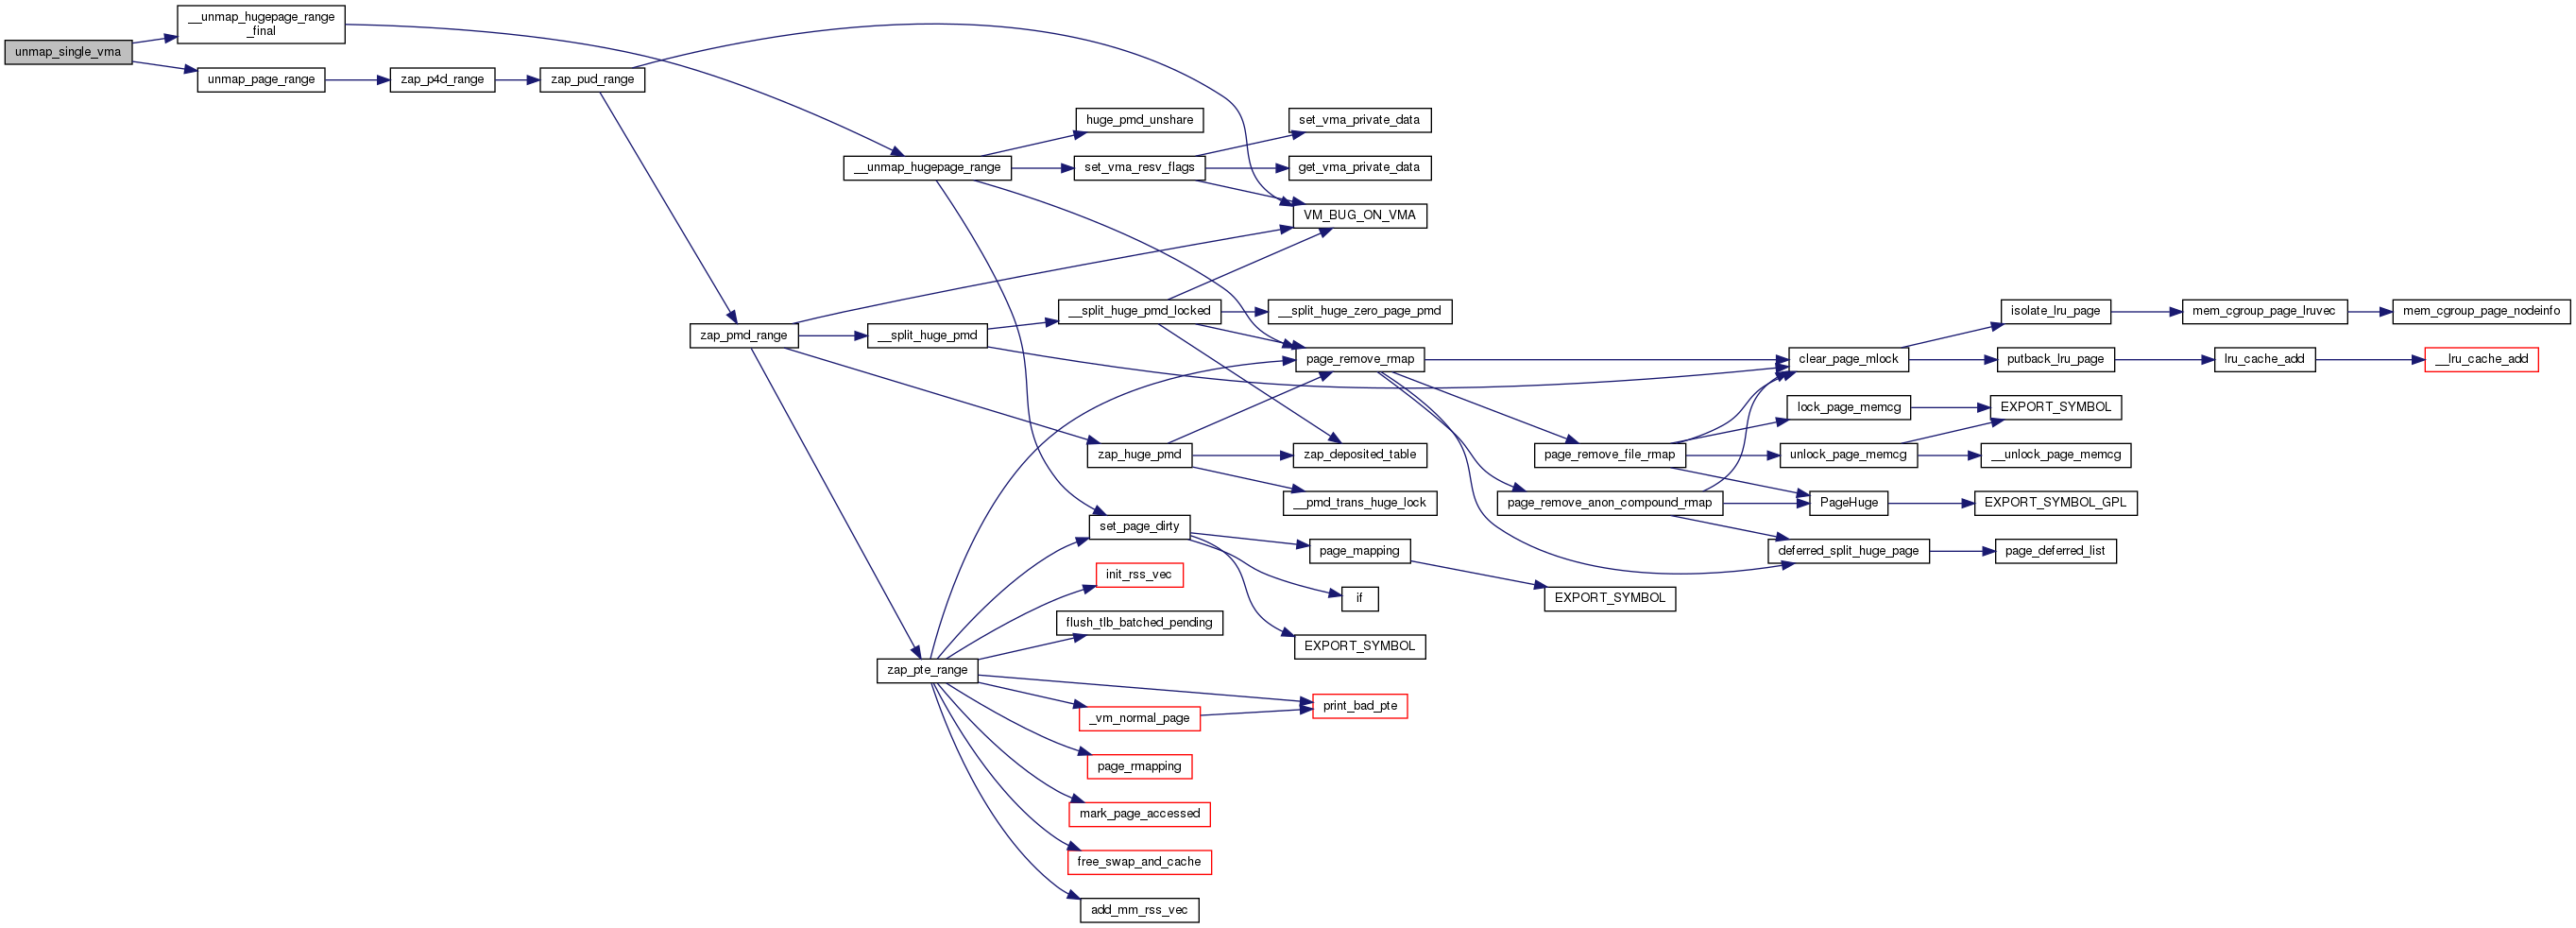 unmap_single_vma
__unmap_hugepage_range
_final
unmap_page_range
zap_p4d_range
zap_pud_range
__unmap_hugepage_range
huge_pmd_unshare
set_vma_resv_flags
set_vma_private_data
get_vma_private_data
VM_BUG_ON_VMA
zap_pmd_range
__split_huge_pmd
__split_huge_pmd_locked
__split_huge_zero_page_pmd
page_remove_rmap
clear_page_mlock
isolate_lru_page
mem_cgroup_page_lruvec
mem_cgroup_page_nodeinfo
putback_lru_page
lru_cache_add
__lru_cache_add
lock_page_memcg
EXPORT_SYMBOL
zap_huge_pmd
zap_deposited_table
page_remove_file_rmap
unlock_page_memcg
__unlock_page_memcg
__pmd_trans_huge_lock
page_remove_anon_compound_rmap
PageHuge
EXPORT_SYMBOL_GPL
set_page_dirty
page_mapping
deferred_split_huge_page
page_deferred_list
init_rss_vec
if
EXPORT_SYMBOL
flush_tlb_batched_pending
EXPORT_SYMBOL
zap_pte_range
_vm_normal_page
print_bad_pte
page_rmapping
mark_page_accessed
free_swap_and_cache
add_mm_rss_vec